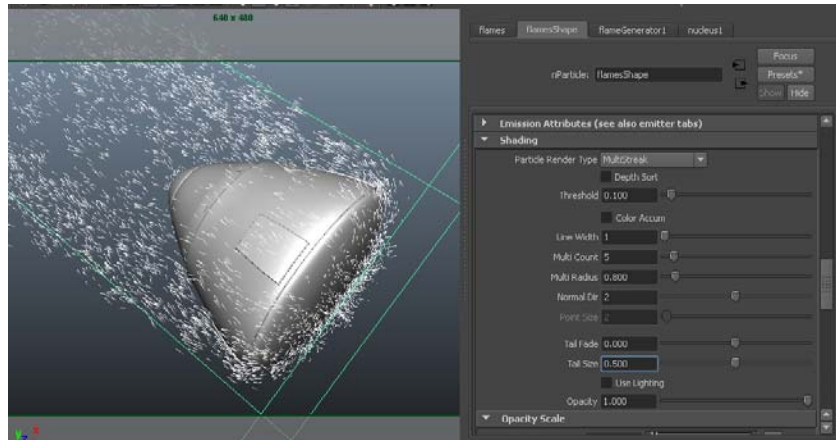 640 x 480
flames flamesShape flameGenerator1 nucleus1
Focus
nParticle: flamesShape Presets*
Show Hide
Emission Attributes (see also emitter tabs)
Shading
Particle Render Type MultiStreak
Depth Sort
Threshold 0.100
Color Accum
Line Width 1
Multi Count 5
Multi Radius 0.800
Normal Dir 2
Point Size 2
Tail Fade 0.000
Tail Size 0.500
Use Lighting
Opacity 1.000
Opacity Scale
y z x